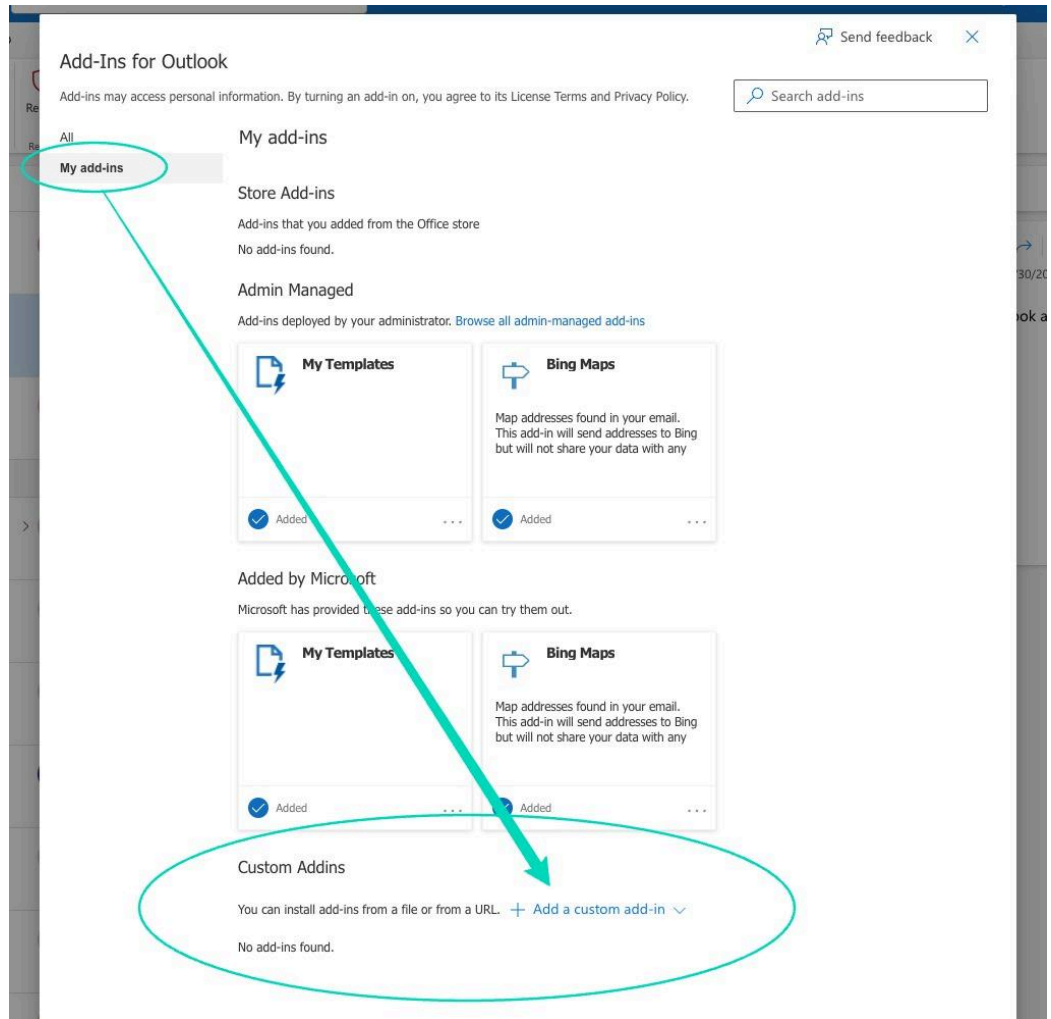 Send feedback
Add-Ins for Outlook
Add-ins may access personal information. By turning an add-in on, you agree to its License Terms and Privacy Policy.
Search add-ins
All
My add-ins
My add-ins
Store Add-ins
Add-ins that you added from the Office store
No add-ins found.
Admin Managed
Add-ins deployed by your administrator. Browse all admin-managed add-ins
My Templates
Bing Maps
Map addresses found in your email.
This add-in will send addresses to Bing
but will not share your data with any
Added
...
Added
...
Added by Microsoft
Microsoft has provided these add-ins so you can try them out.
My Templates
Bing Maps
Map addresses found in your email.
This add-in will send addresses to Bing
but will not share your data with any
Added
...
Added
...
Custom Addins
You can install add-ins from a file or from a URL. + Add a custom add-in
No add-ins found.